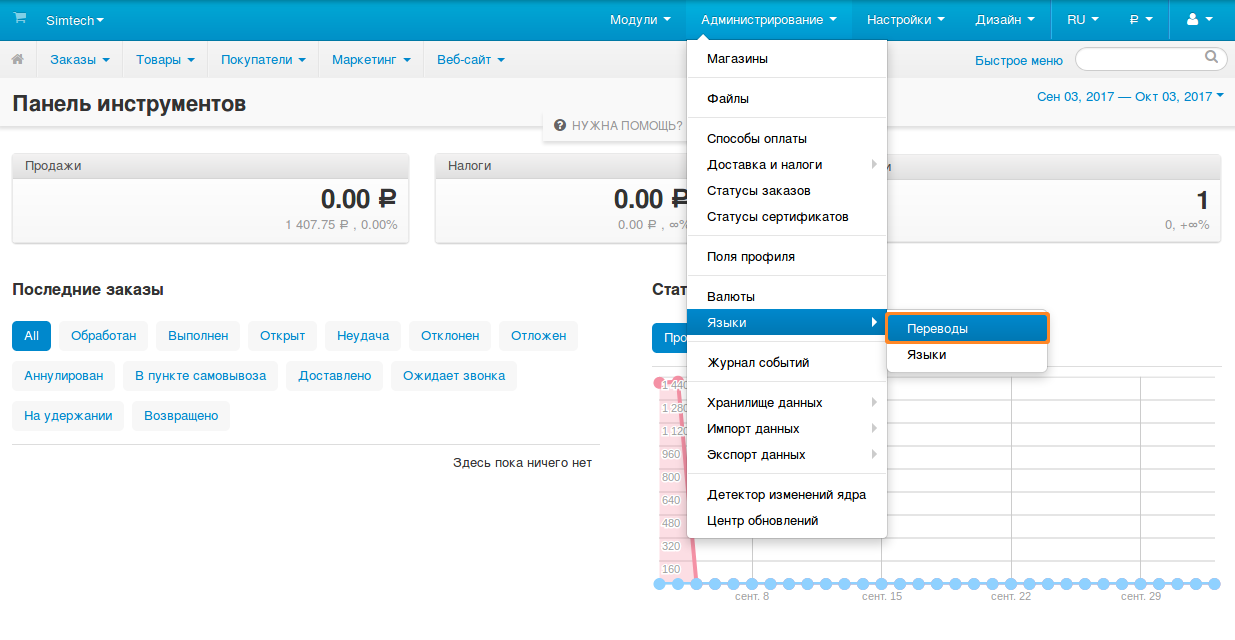 Simtech
Модули
Администрирование
Настройки
Дизайн
RU
₽
Заказы
Товары
Покупатели
Маркетинг
Веб-сайт
Быстрое меню
Панель инструментов
Сен 03, 2017 — Окт 03, 2017
НУЖНА ПОМОЩЬ?
Магазины
Файлы
Способы оплаты
Доставка и налоги
Статусы заказов
Статусы сертификатов
Поля профиля
Валюты
Языки
Журнал событий
Хранилище данных
Импорт данных
Экспорт данных
Детектор изменений ядра
Центр обновлений
Переводы
Языки
Продажи
0.00 ₽
1 407.75 ₽ , 0.00%
Налоги
0.00 ₽
0.00 ₽ , ∞%
1
0, +∞%
Последние заказы
All
Обработан
Выполнен
Открыт
Неудача
Отклонен
Отложен
Аннулирован
В пункте самовывоза
Доставлено
Ожидает звонка
На удержании
Возвращено
Здесь пока ничего нет
1 440
1 280
1 120
960
800
640
480
320
160
сент. 8
сент. 15
сент. 22
сент. 29